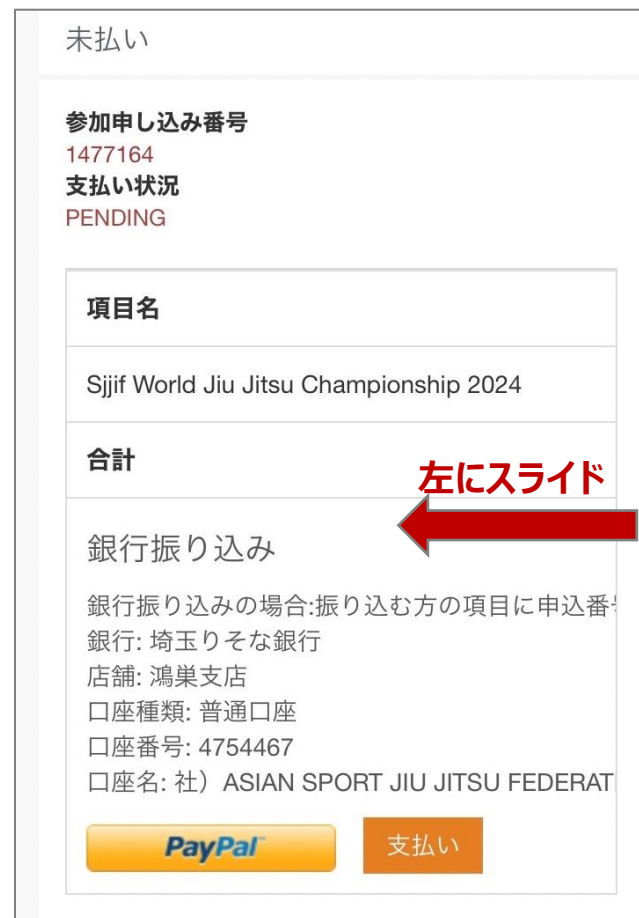 未払い
参加申し込み番号
1477164
支払い状況
PENDING
項目名
Sjjif World Jiu Jitsu Championship 2024
合計
左にスライド
銀行振り込み
銀行振り込みの場合:振り込む方の項目に申込番
銀行: 埼玉りそな銀行
店舗: 鴻巣支店
口座種類: 普通口座
口座番号: 4754467
口座名: 社）ASIAN SPORT JIU JITSU FEDERAT
PayPal
支払い